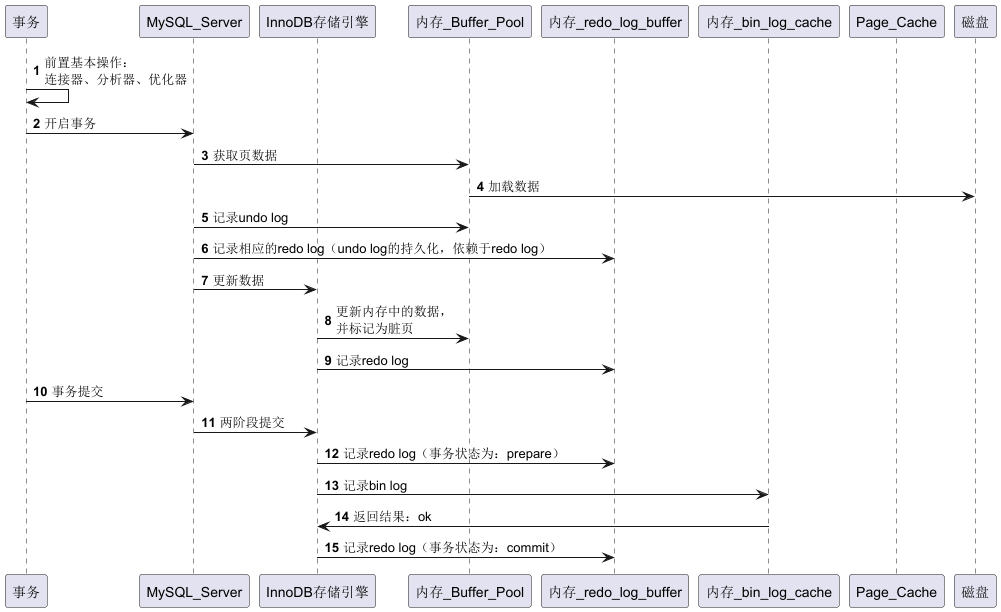 事务 MySQL_Server InnoDB存储引擎 内存_Buffer_Pool 内存_redo_log_buffer 内存_bin_log_cache Page_Cache 磁盘
1 前置基本操作：
连接器、分析器、优化器
2 开启事务
3 获取页数据
4 加载数据
5 记录undo log
6 记录相应的redo log（undo log的持久化，依赖于redo log）
7 更新数据
8 更新内存中的数据，
并标记为脏页
9 记录redo log
10 事务提交
11 两阶段提交
12 记录redo log（事务状态为：prepare）
13 记录bin log
14 返回结果：ok
15 记录redo log（事务状态为：commit）
事务 MySQL_Server InnoDB存储引擎 内存_Buffer_Pool 内存_redo_log_buffer 内存_bin_log_cache Page_Cache 磁盘